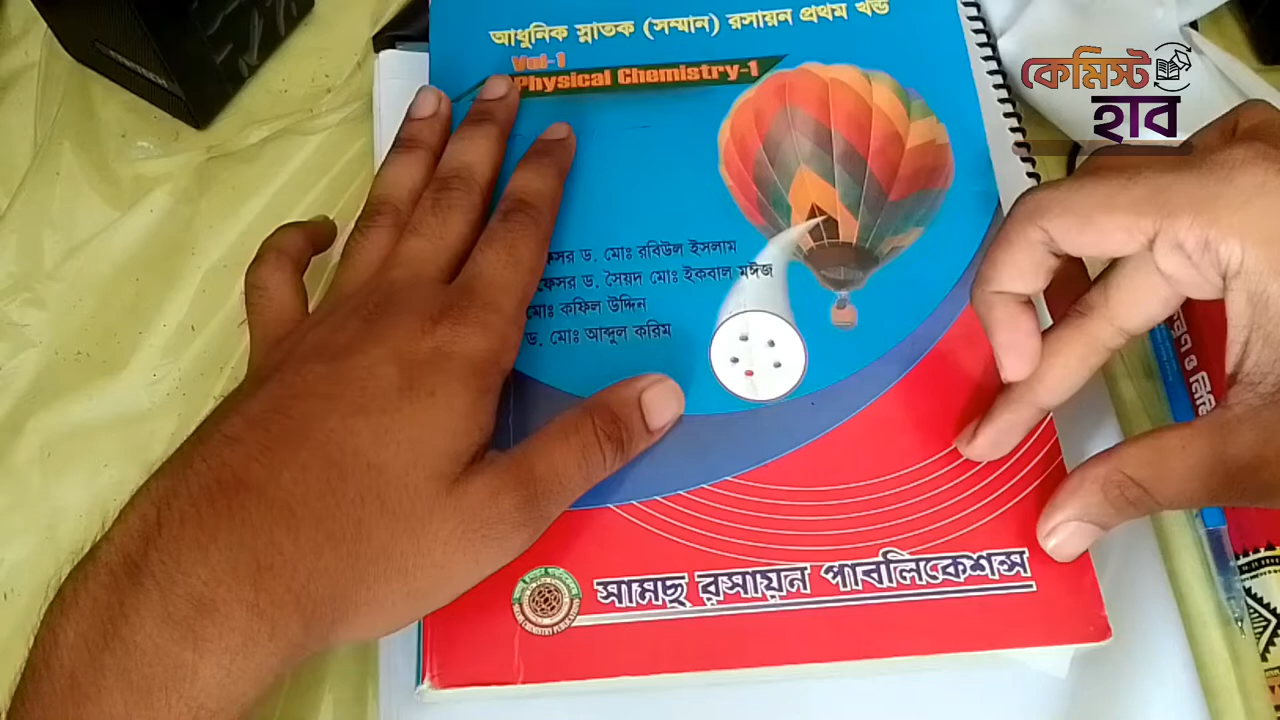 আধুনিক স্নাতক (সম্মান) রসায়ন প্রথম খন্ড
Vol-1
Physical Chemistry-1
কেমিস্ট
হাব
ড. মোঃ রবিউল ইসলাম
ড. সৈয়দ মোঃ ইকবাল মঈজ
মোঃ কফিল উদ্দিন
ড. মোঃ আব্দুল করিম
সামছ্ রসায়ন পাবলিকেশন্স